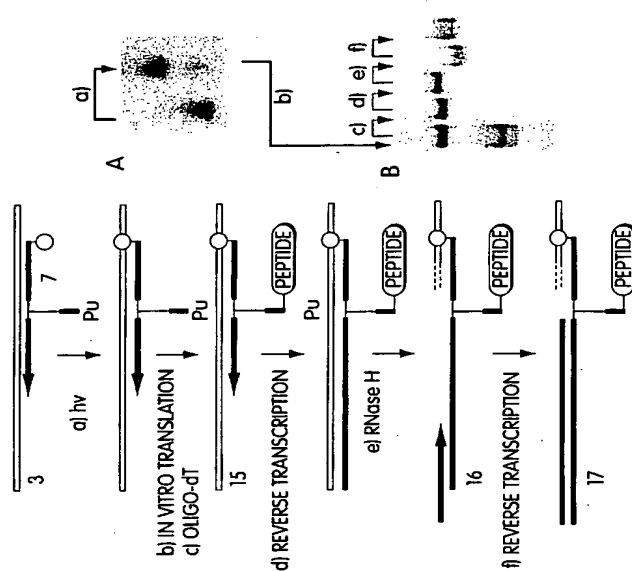 3
7
Pu
a) hv
Pu
b) IN VITRO TRANSLATION
c) OLIGO-dT
15
PEPTIDE
d) REVERSE TRANSCRIPTION
Pu
PEPTIDE
e) RNase H
16
PEPTIDE
f) REVERSE TRANSCRIPTION
17
PEPTIDE
A
a)
b)
B
c)
d)
e)
f)